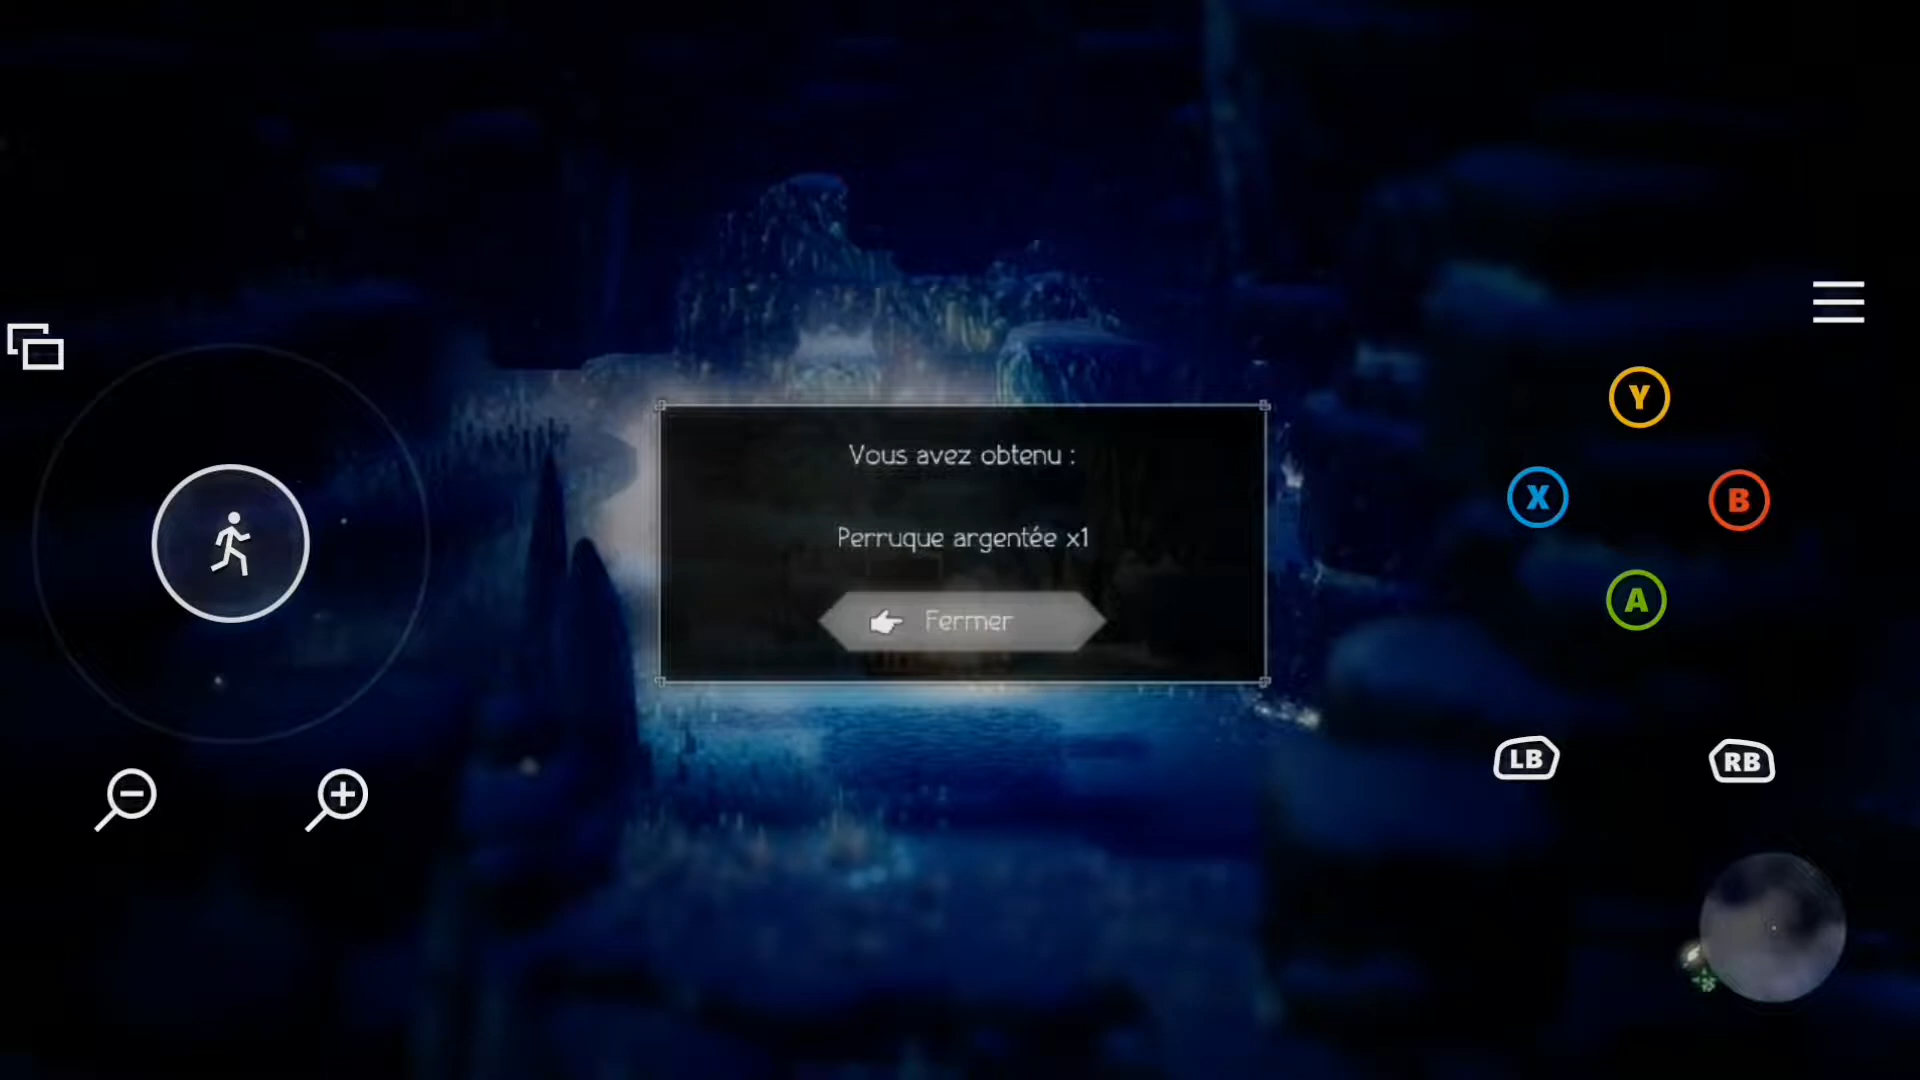 Vous avez obtenu :
Perruque argentée x1
Fermer
Y
X
B
A
LB
RB